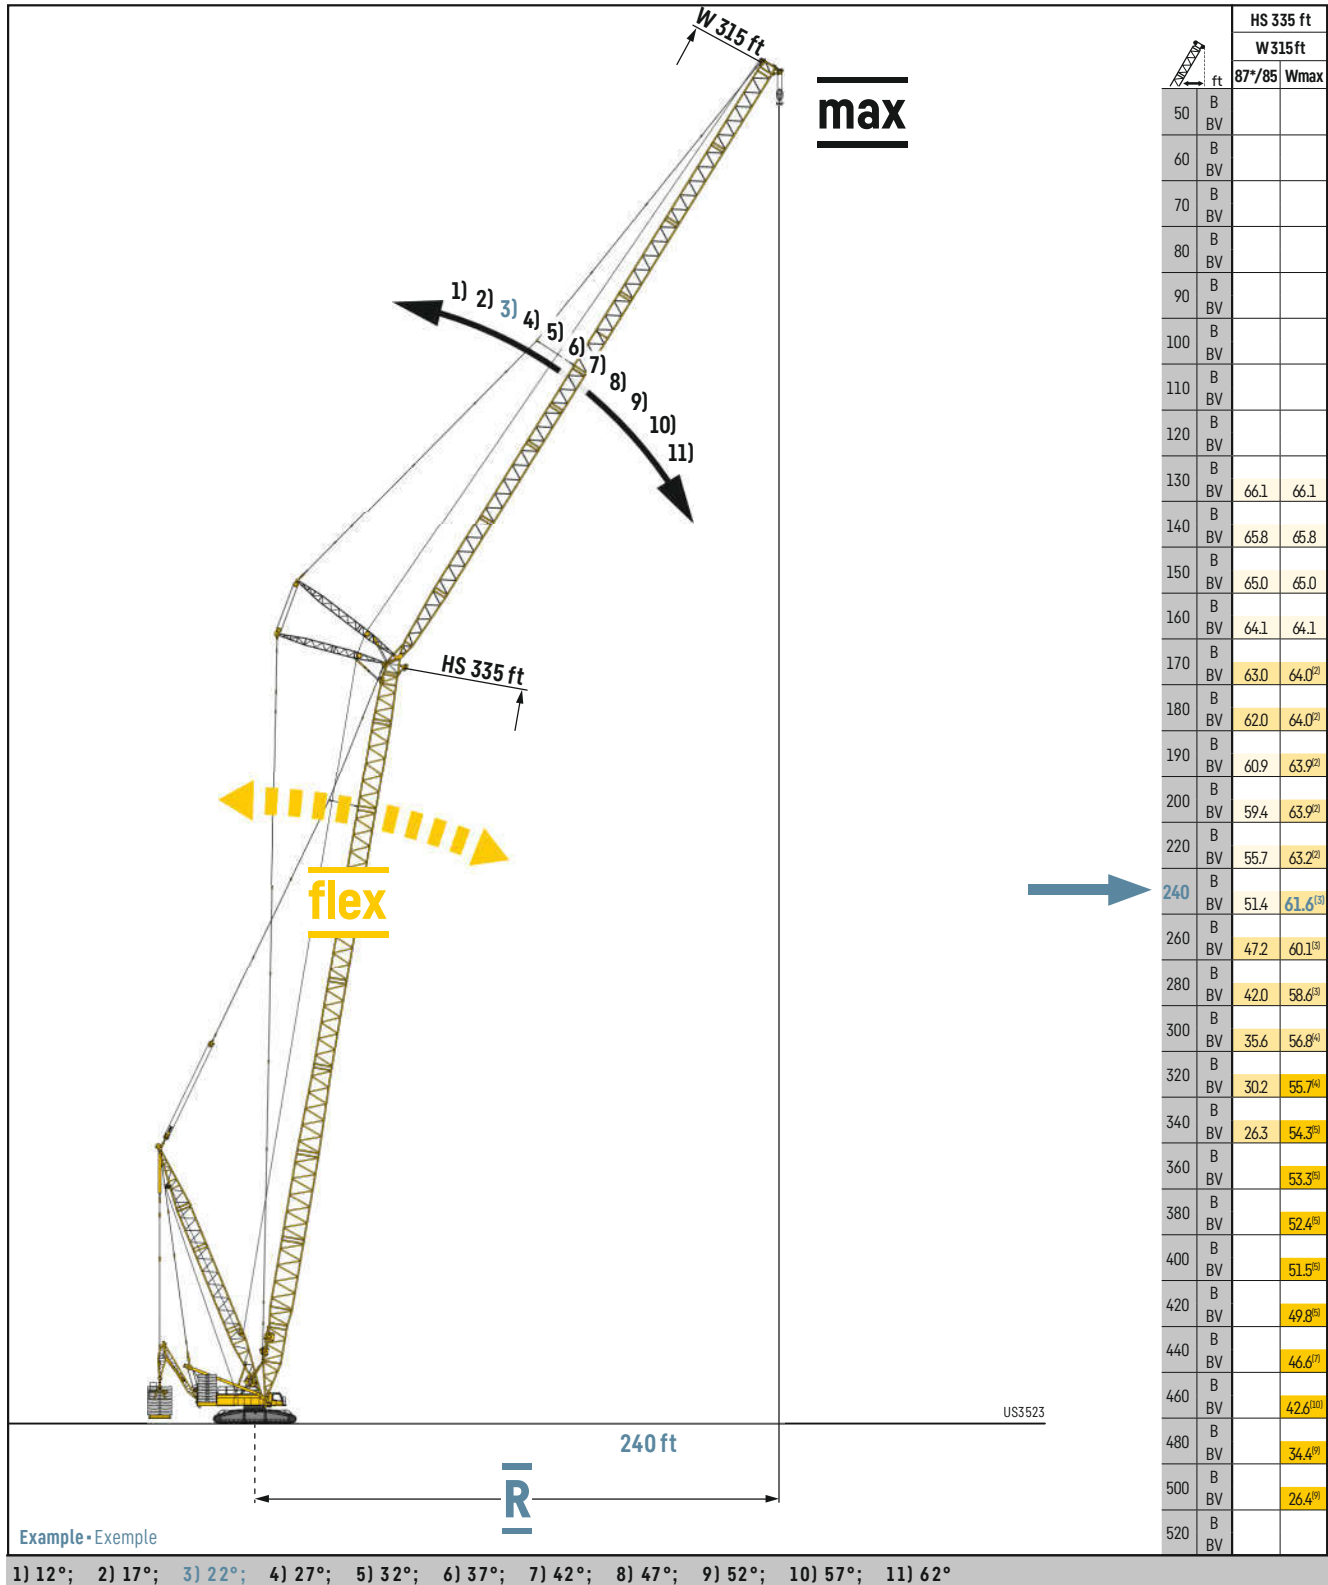 W 315 ft
max
1) 2) 3) 4) 5) 6) 7) 8) 9) 10) 11)
HS 335 ft
flex
US3523
240 ft
R
Example • Exemple
HS 335 ft
W315ft
ft 87*/85 Wmax
50 B
BV
60 B
BV
70 B
BV
80 B
BV
90 B
BV
100 B
BV
110 B
BV
120 B
BV
130 B
BV 66.1 66.1
140 B
BV 65.8 65.8
150 B
BV 65.0 65.0
160 B
BV 64.1 64.1
170 B
BV 63.0 64.0(2)
180 B
BV 62.0 64.0(2)
190 B
BV 60.9 63.9(2)
200 B
BV 59.4 63.9(2)
220 B
BV 55.7 63.2(2)
240 B
BV 51.4 61.6(3)
260 B
BV 47.2 60.1(3)
280 B
BV 42.0 58.6(3)
300 B
BV 35.6 56.8(4)
320 B
BV 30.2 55.7(4)
340 B
BV 26.3 54.3(5)
360 B
BV 53.3(5)
380 B
BV 52.4(5)
400 B
BV 51.5(5)
420 B
BV 49.8(5)
440 B
BV 46.6(7)
460 B
BV 42.6(10)
480 B
BV 34.4(9)
500 B
BV 26.4(9)
520 B
BV
1) 12°; 2) 17°; 3) 22°; 4) 27°; 5) 32°; 6) 37°; 7) 42°; 8) 47°; 9) 52°; 10) 57°; 11) 62°